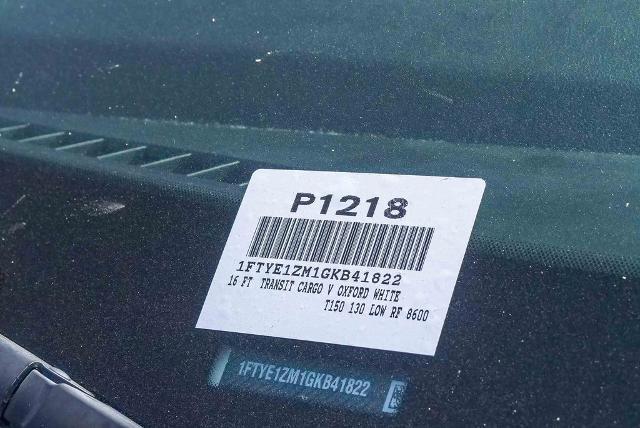 P1218
1FTYE1ZM1GKB41822
16 FT TRANSIT CARGO V OXFORD WHITE
T150 130 LOW RF 8600
1FTYE1ZM1GKB41822